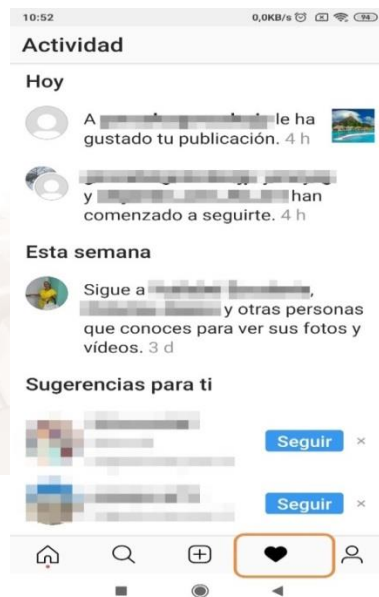 10:52 0,0KB/s 94
Actividad
Hoy
A le ha
gustado tu publicación. 4 h
y han
comenzado a seguirte. 4 h
Esta semana
Sigue a ,
y otras personas
que conoces para ver sus fotos y
vídeos. 3 d
Sugerencias para ti
Seguir ×
Seguir ×